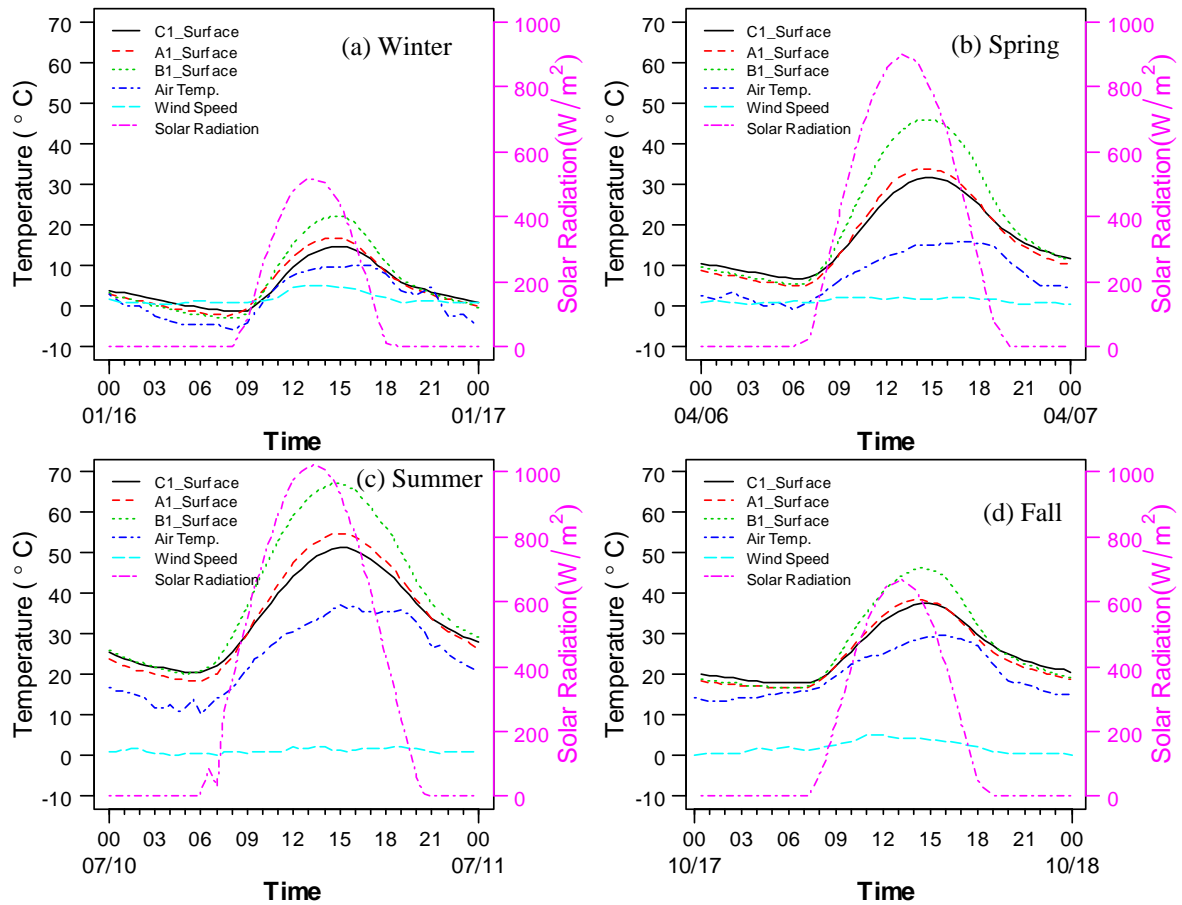 (a) Winter
C1_Surface
A1_Surface
B1_Surface
Air Temp.
Wind Speed
Solar Radiation
Temperature ( ° C)
70
60
50
40
30
20
10
0
-10
Solar Radiation(W/m²)
1000
800
600
400
200
0
00 03 06 09 12 15 18 21 00
01/16 01/17
Time
(b) Spring
C1_Surface
A1_Surface
B1_Surface
Air Temp.
Wind Speed
Solar Radiation
Temperature ( ° C)
70
60
50
40
30
20
10
0
-10
Solar Radiation(W/m²)
1000
800
600
400
200
0
00 03 06 09 12 15 18 21 00
04/06 04/07
Time
(c) Summer
C1_Surface
A1_Surface
B1_Surface
Air Temp.
Wind Speed
Solar Radiation
Temperature ( ° C)
70
60
50
40
30
20
10
0
-10
Solar Radiation(W/m²)
1000
800
600
400
200
0
00 03 06 09 12 15 18 21 00
07/10 07/11
Time
(d) Fall
C1_Surface
A1_Surface
B1_Surface
Air Temp.
Wind Speed
Solar Radiation
Temperature ( ° C)
70
60
50
40
30
20
10
0
-10
Solar Radiation(W/m²)
1000
800
600
400
200
0
00 03 06 09 12 15 18 21 00
10/17 10/18
Time